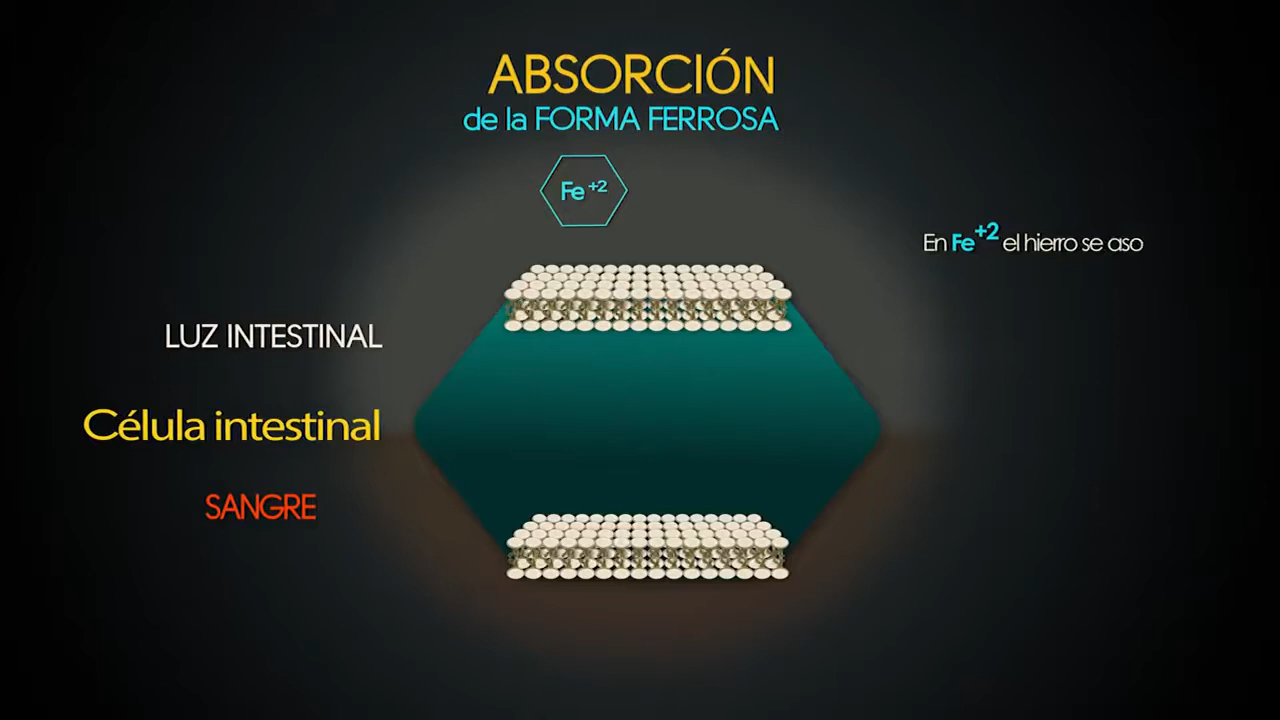 ABSORCIÓN
de la FORMA FERROSA
Fe +2
En Fe+2 el hierro se aso
LUZ INTESTINAL
Célula intestinal
SANGRE